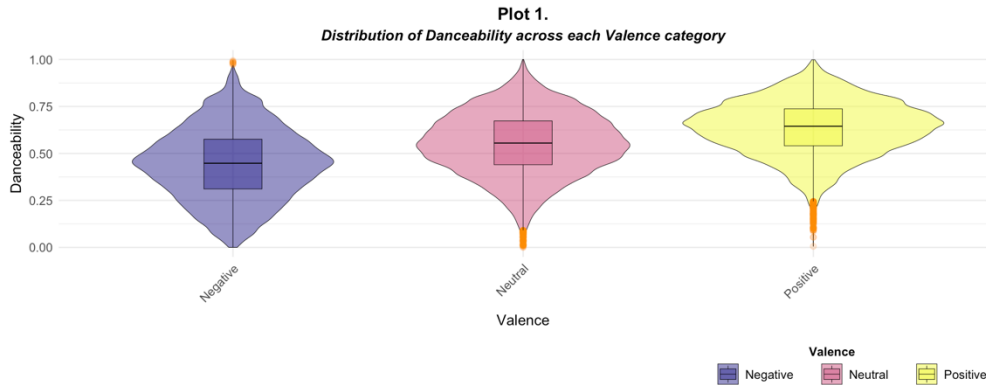 Plot 1.
Distribution of Danceability across each Valence category
1.00
0.75
0.50
0.25
0.00
Danceability
Negative
Neutral
Positive
Valence
Valence
Negative
Neutral
Positive